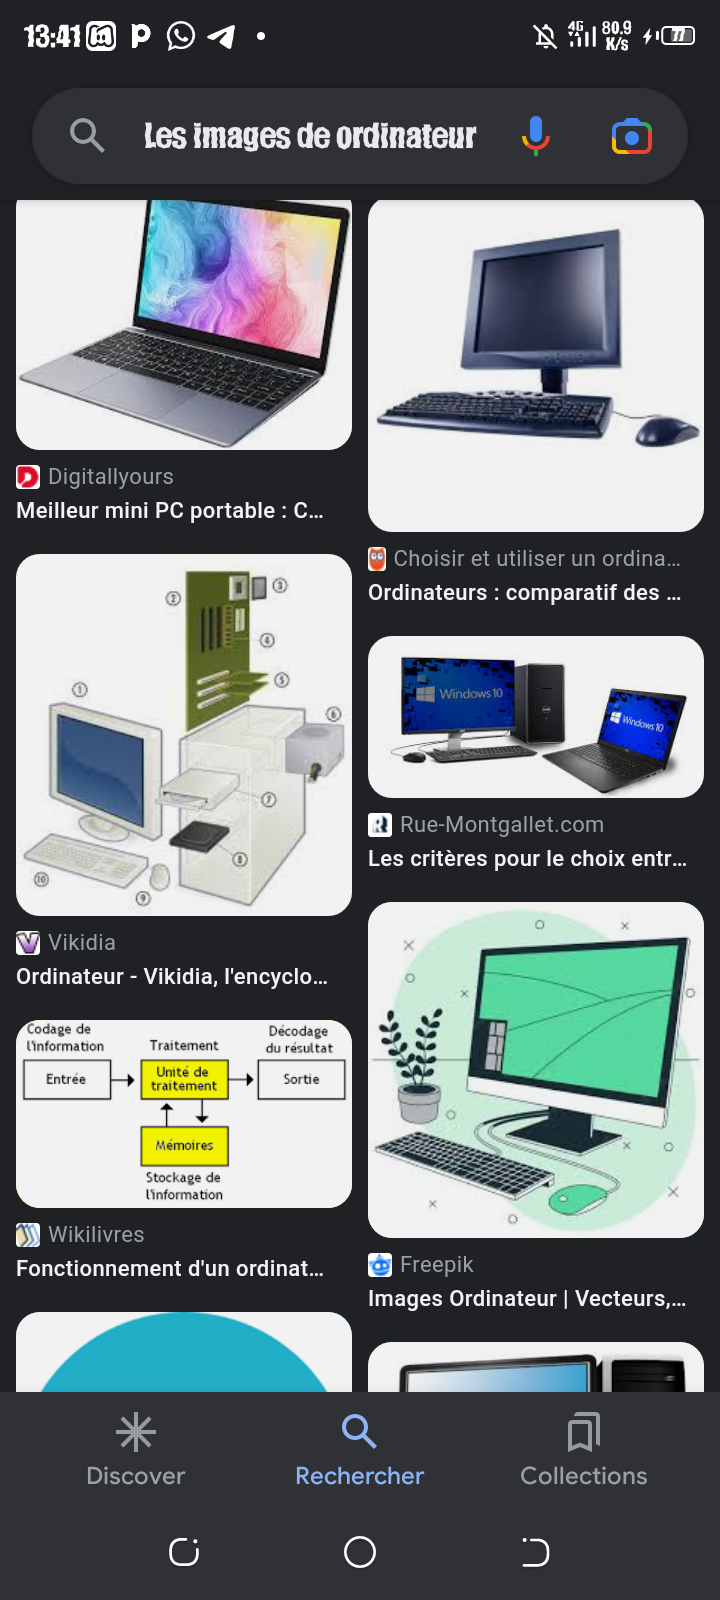 13:41
4G
80.9
K/s
77
Les images de ordinateur
Digitallyours
Meilleur mini PC portable : C...
Choisir et utiliser un ordina...
Ordinateurs : comparatif des ...
1
2
3
4
5
6
7
8
9
10
Vikidia
Ordinateur - Vikidia, l'encyclo...
Windows 10
Windows 10
Rue-Montgallet.com
Les critères pour le choix entr...
Codage de
l'information
Traitement
Décodage
du résultat
Entrée
Unité de
traitement
Sortie
Mémoires
Stockage de
l'information
Wikilivres
Fonctionnement d'un ordinat...
Freepik
Images Ordinateur | Vecteurs,...
Discover
Rechercher
Collections